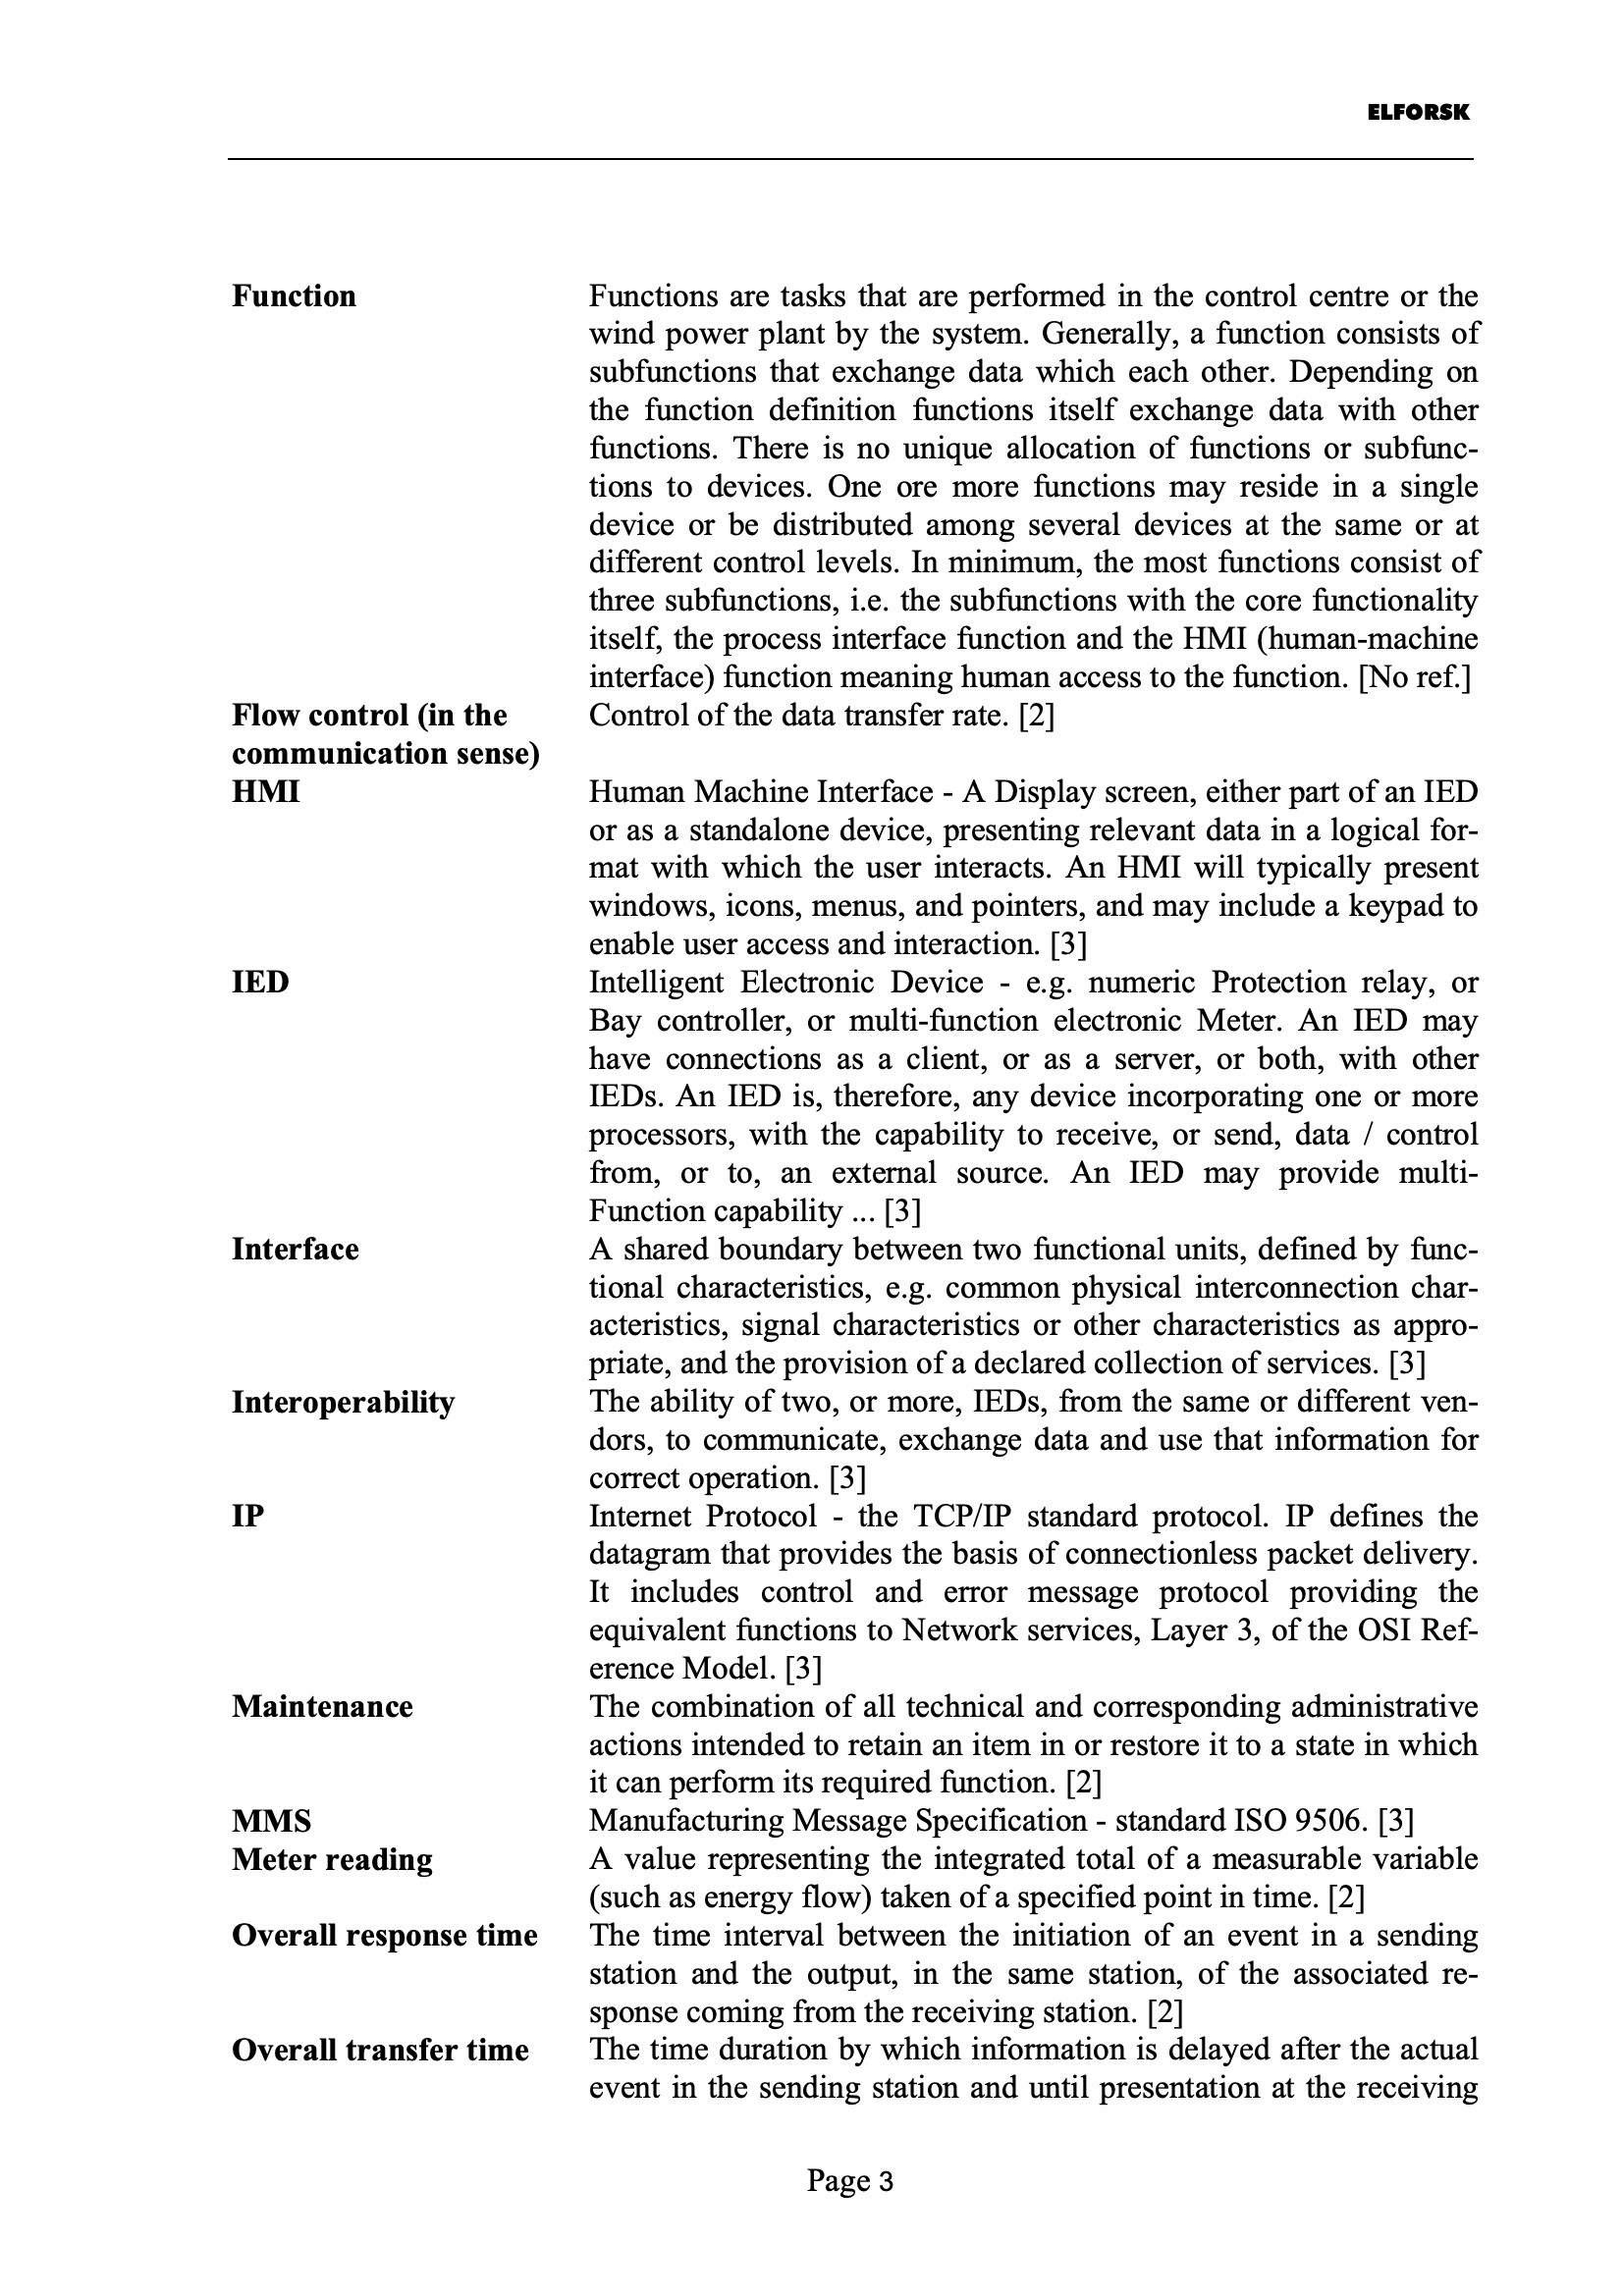 ELFORSK
Function Functions are tasks that are performed in the control centre or the
wind power plant by the system. Generally, a function consists of
subfunctions that exchange data which each other. Depending on
the function definition functions itself exchange data with other
functions. There is no unique allocation of functions or subfunc-
tions to devices. One ore more functions may reside in a single
device or be distributed among several devices at the same or at
different control levels. In minimum, the most functions consist of
three subfunctions, i.e. the subfunctions with the core functionality
itself, the process interface function and the HMI (human-machine
interface) function meaning human access to the function. [No ref.]
Flow control (in the Control of the data transfer rate. [2]
communication sense)
HMI Human Machine Interface - A Display screen, either part of an IED
or as a standalone device, presenting relevant data in a logical for-
mat with which the user interacts. An HMI will typically present
windows, icons, menus, and pointers, and may include a keypad to
enable user access and interaction. [3]
IED Intelligent Electronic Device - e.g. numeric Protection relay, or
Bay controller, or multi-function electronic Meter. An IED may
have connections as a client, or as a server, or both, with other
IEDs. An IED is, therefore, any device incorporating one or more
processors, with the capability to receive, or send, data / control
from, or to, an external source. An IED may provide multi-
Function capability ... [3]
Interface A shared boundary between two functional units, defined by func-
tional characteristics, e.g. common physical interconnection char-
acteristics, signal characteristics or other characteristics as appro-
priate, and the provision of a declared collection of services. [3]
Interoperability The ability of two, or more, IEDs, from the same or different ven-
dors, to communicate, exchange data and use that information for
correct operation. [3]
IP Internet Protocol - the TCP/IP standard protocol. IP defines the
datagram that provides the basis of connectionless packet delivery.
It includes control and error message protocol providing the
equivalent functions to Network services, Layer 3, of the OSI Ref-
erence Model. [3]
Maintenance The combination of all technical and corresponding administrative
actions intended to retain an item in or restore it to a state in which
it can perform its required function. [2]
MMS Manufacturing Message Specification - standard ISO 9506. [3]
Meter reading A value representing the integrated total of a measurable variable
(such as energy flow) taken of a specified point in time. [2]
Overall response time The time interval between the initiation of an event in a sending
station and the output, in the same station, of the associated re-
sponse coming from the receiving station. [2]
Overall transfer time The time duration by which information is delayed after the actual
event in the sending station and until presentation at the receiving
Page 3